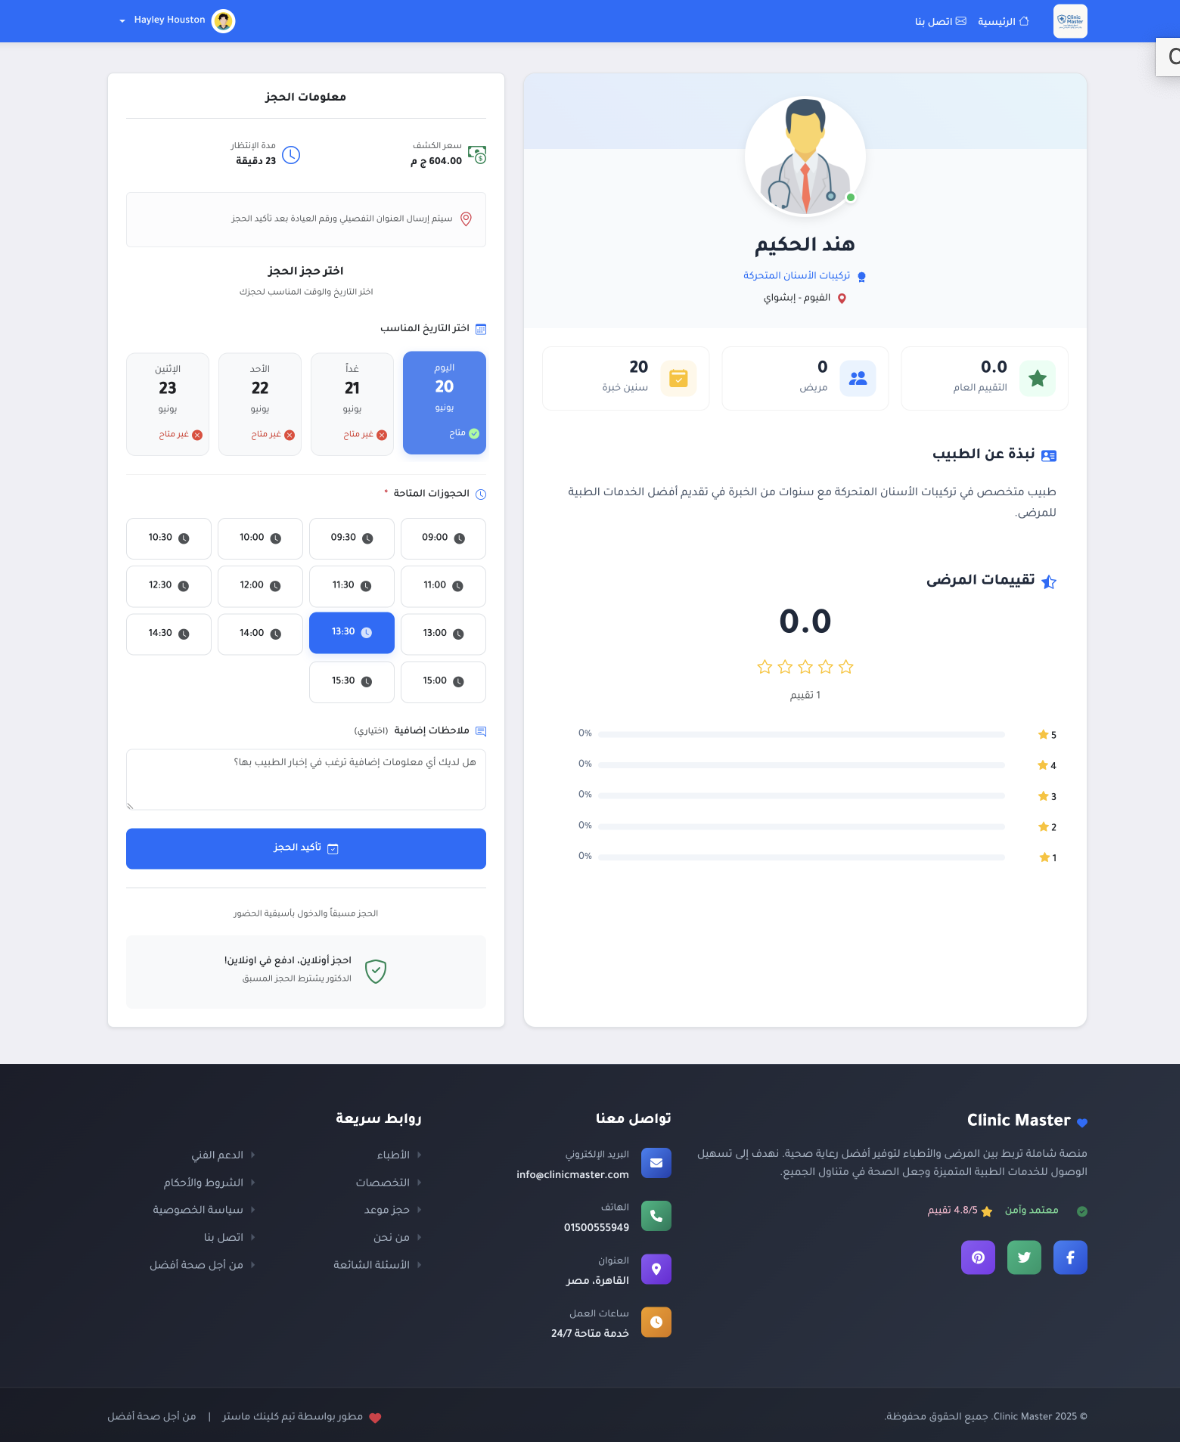 Clinic Master
الرئيسية
اتصل بنا
Hayley Houston
C
هند الحكيم
تركيبات الأسنان المتحركة
الفيوم - إبشواي
0.0
التقييم العام
0
مريض
20
سنين خبرة
نبذة عن الطبيب
طبيب متخصص في تركيبات الأسنان المتحركة مع سنوات من الخبرة في تقديم أفضل الخدمات الطبية
للمرضى.
تقييمات المرضى
0.0
1 تقييم
5 0%
4 0%
3 0%
2 0%
1 0%
معلومات الحجز
سعر الكشف
604.00 ج م
مدة الإنتظار
23 دقيقة
سيتم إرسال العنوان التفصيلي ورقم العيادة بعد تأكيد الحجز
اختر حجز الحجز
اختر التاريخ والوقت المناسب لحجزك
اختر التاريخ المناسب
اليوم
20
يونيو
متاح
غداً
21
يونيو
غير متاح
الأحد
22
يونيو
غير متاح
الإثنين
23
يونيو
غير متاح
الحجوزات المتاحة *
09:00 09:30 10:00 10:30
11:00 11:30 12:00 12:30
13:00 13:30 14:00 14:30
15:00 15:30
ملاحظات إضافية (اختياري)
هل لديك أي معلومات إضافية ترغب في إخبار الطبيب بها؟
تأكيد الحجز
الحجز مسبقاً والدخول بأسبقية الحضور
احجز أونلاين، ادفع في اونلاين!
الدكتور يشترط الحجز المسبق
Clinic Master
منصة شاملة تربط بين المرضى والأطباء لتوفير أفضل رعاية صحية. نهدف إلى تسهيل
الوصول للخدمات الطبية المتميزة وجعل الصحة في متناول الجميع.
معتمد وآمن
4.8/5 تقييم
تواصل معنا
البريد الإلكتروني
info@clinicmaster.com
الهاتف
01500555949
العنوان
القاهرة، مصر
ساعات العمل
خدمة متاحة 24/7
روابط سريعة
الأطباء
التخصصات
حجز موعد
من نحن
الأسئلة الشائعة
الدعم الفني
الشروط والأحكام
سياسة الخصوصية
اتصل بنا
من أجل صحة أفضل
© 2025 Clinic Master. جميع الحقوق محفوظة.
مطور بواسطة تيم كلينك ماستر | من أجل صحة أفضل